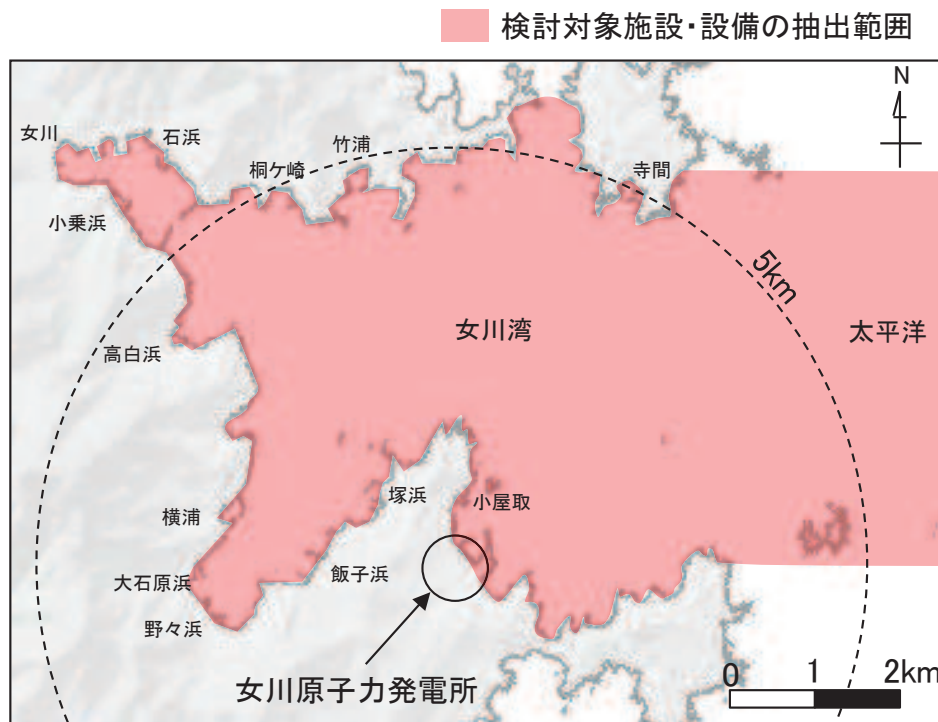 検討対象施設・設備の抽出範囲
N
女川
石浜
竹浦
桐ケ崎
寺間
小乗浜
5km
女川湾
太平洋
高白浜
塚浜
小屋取
横浦
飯子浜
大石原浜
野々浜
女川原子力発電所
0 1 2km